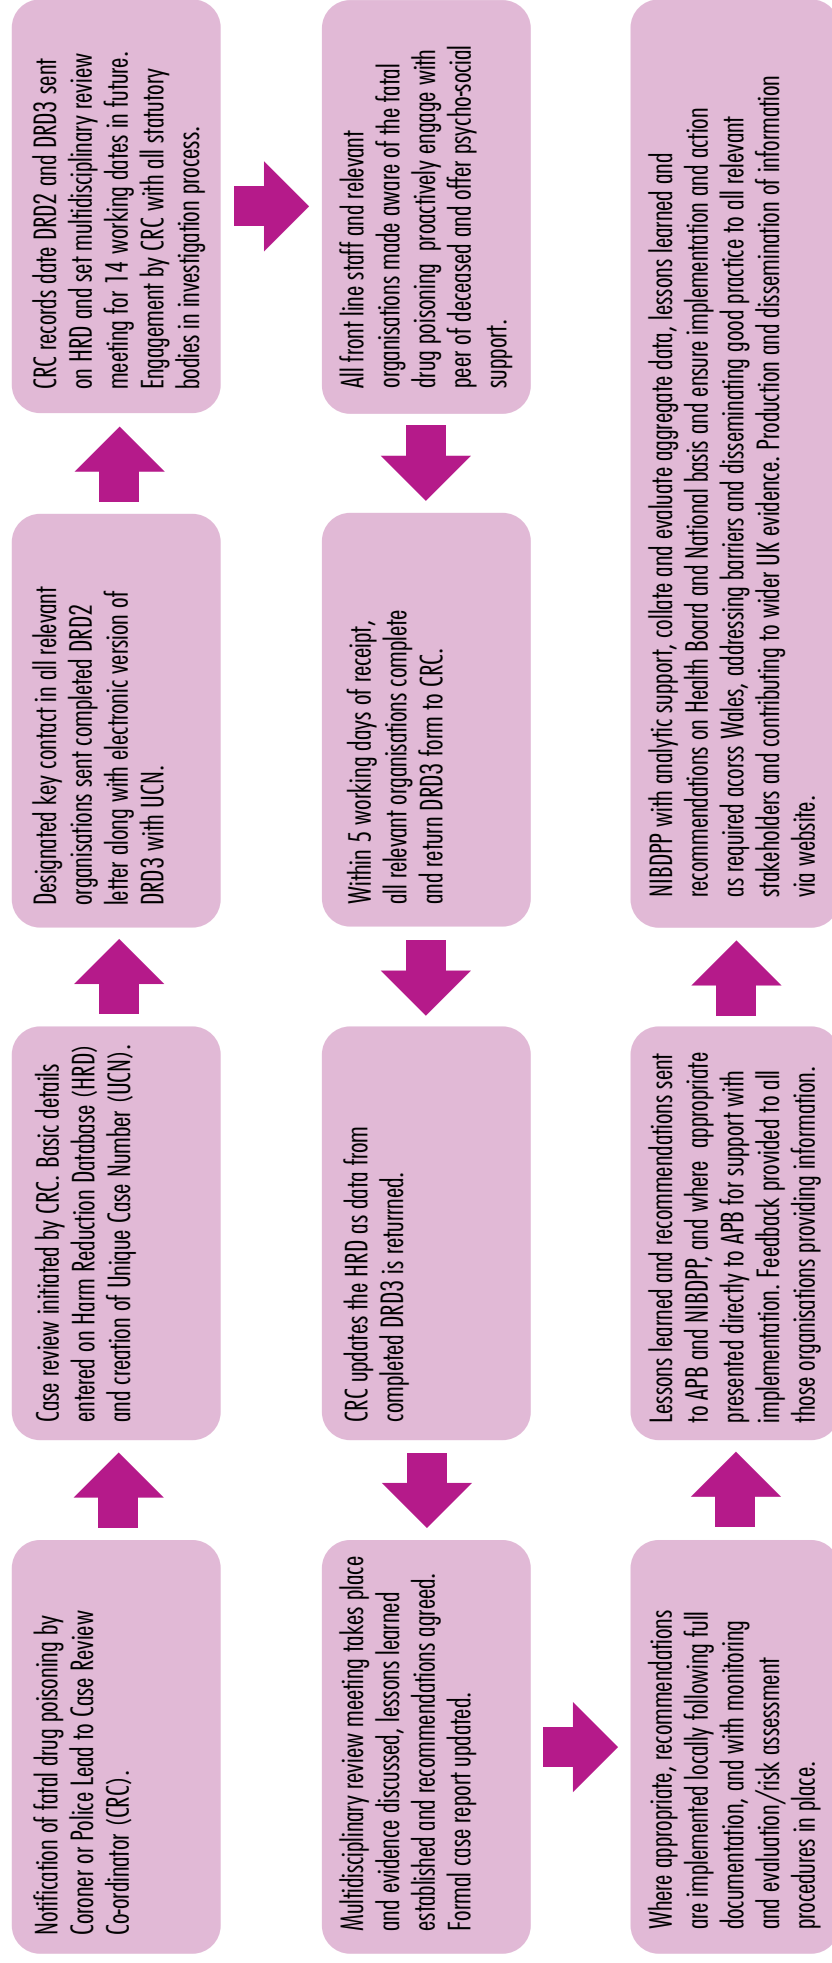 Notification of fatal drug poisoning by
Coroner or Police Lead to Case Review
Co-ordinator (CRC).
Case review initiated by CRC. Basic details
entered on Harm Reduction Database (HRD)
and creation of Unique Case Number (UCN).
Designated key contact in all relevant
organisations sent completed DRD2
letter along with electronic version of
DRD3 with UCN.
CRC records date DRD2 and DRD3 sent
on HRD and set multidisciplinary review
meeting for 14 working dates in future.
Engagement by CRC with all statutory
bodies in investigation process.
All front line staff and relevant
organisations made aware of the fatal
drug poisoning proactively engage with
peer of deceased and offer psycho-social
support.
Within 5 working days of receipt,
all relevant organisations complete
and return DRD3 form to CRC.
CRC updates the HRD as data from
completed DRD3 is returrned.
Multidisciplinary review meeting takes place
and evidence discussed, lessons learned
established and recommendations agreed.
Formal case report updated.
Where appropriate, recommendations
are implemented locally following full
documentation, and with monitoring
and evaluation/risk assessment
procedures in place.
Lessons learned and recommendations sent
to APB and NIBDPP, and where appropriate
presented directly to APB for support with
implementation. Feedback provided to all
those organisations providing information.
NIBDPP with analytic support, collate and evaluate aggregate data, lessons learned and
recommendations on Health Board and National basis and ensure implementation and action
as required acorss Wales, addressing barriers and disseminating good practice to all relevant
stakeholders and contributing to wider UK evidence. Production and dissemination of information
via website.